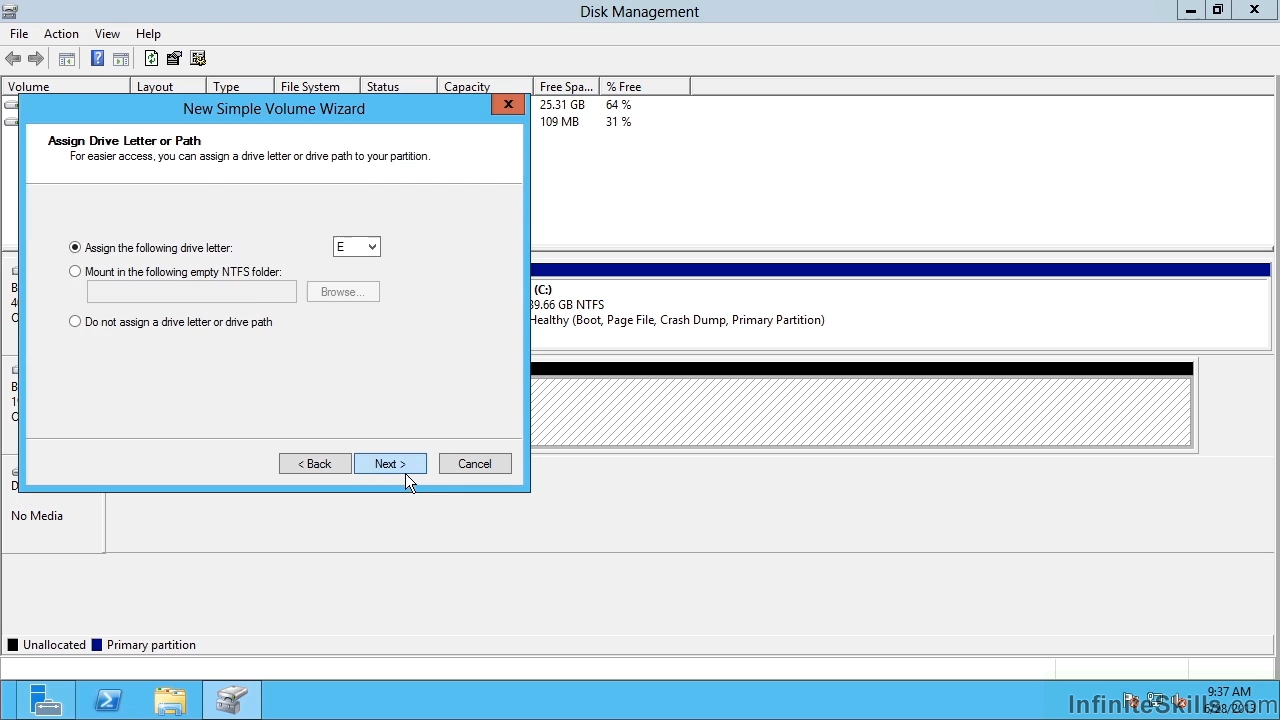 Disk Management
File Action View Help
Volume Layout Type File System Status Capacity Free Spa... % Free
25.31 GB 64 %
109 MB 31 %
New Simple Volume Wizard
Assign Drive Letter or Path
For easier access, you can assign a drive letter or drive path to your partition.
Assign the following drive letter: E
Mount in the following empty NTFS folder:
Browse...
Do not assign a drive letter or drive path
< Back Next > Cancel
(C:)
39.66 GB NTFS
Healthy (Boot, Page File, Crash Dump, Primary Partition)
No Media
Unallocated Primary partition
9:37 AM
6/28/2013
InfiniteSkills.com